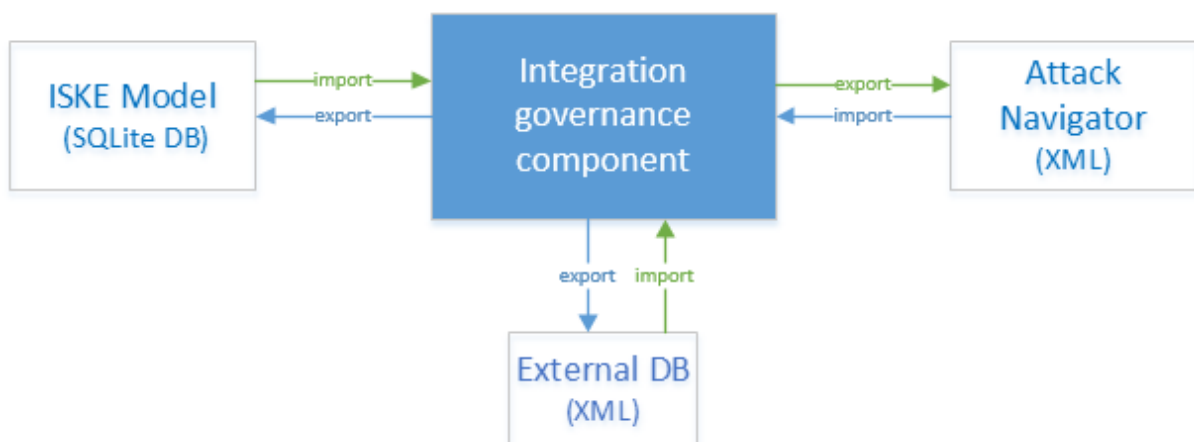 ISKE Model
(SQLite DB)
import
export
Integration
governance
component
export
import
Attack
Navigator
(XML)
export
import
External DB
(XML)